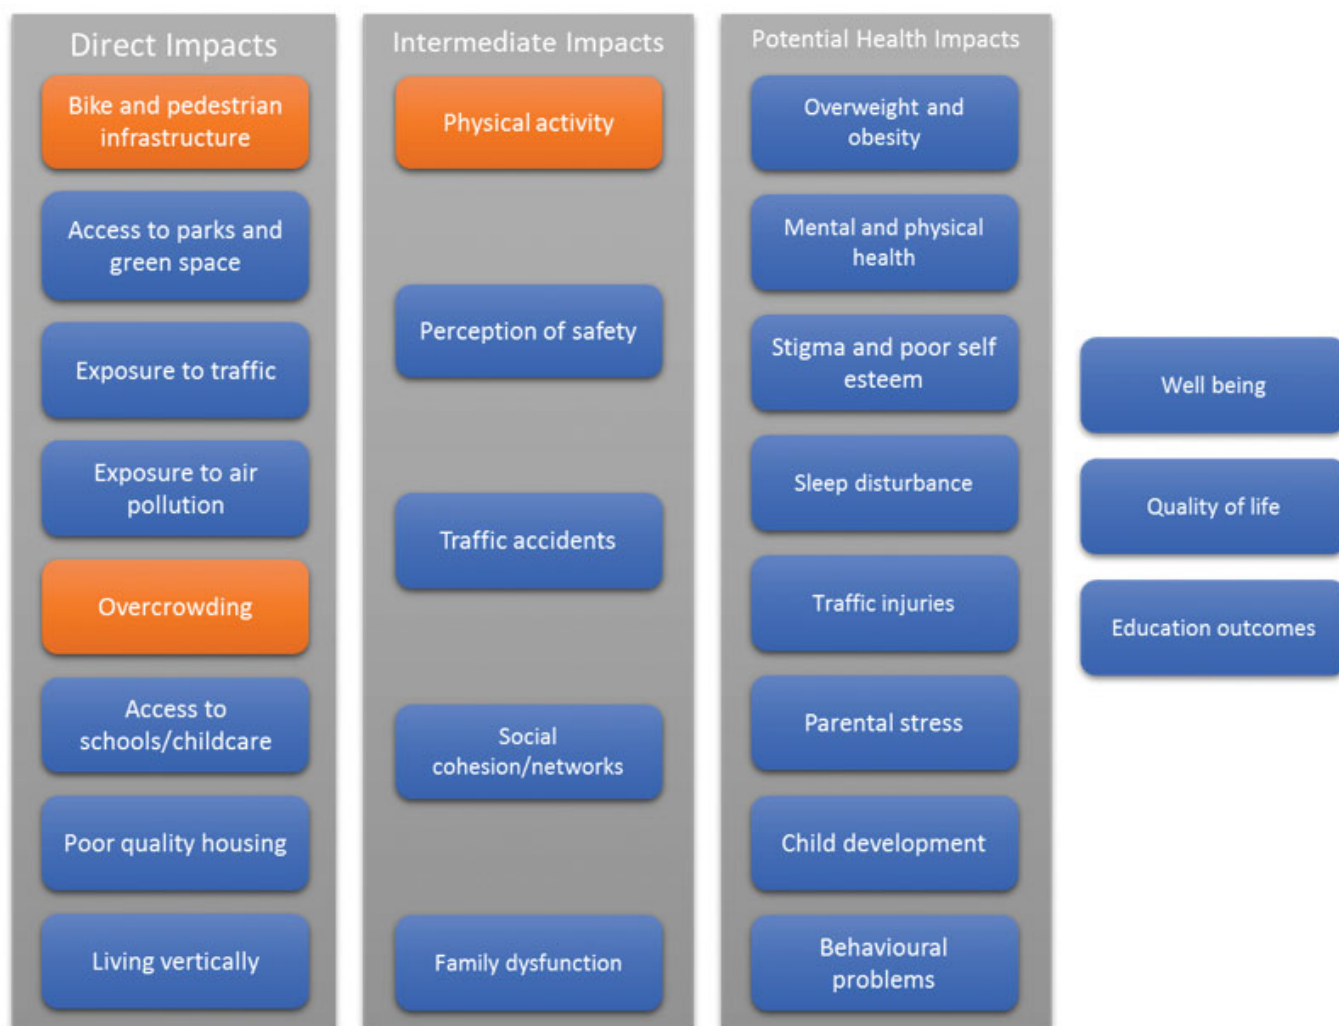 Direct Impacts
Bike and pedestrian
infrastructure
Access to parks and
green space
Exposure to traffic
Exposure to air
pollution
Overcrowding
Access to
schools/childcare
Poor quality housing
Living vertically
Intermediate Impacts
Physical activity
Perception of safety
Traffic accidents
Social
cohesion/networks
Family dysfunction
Potential Health Impacts
Overweight and
obesity
Mental and physical
health
Stigma and poor self
esteem
Sleep disturbance
Traffic injuries
Parental stress
Child development
Behavioural
problems
Well being
Quality of life
Education outcomes